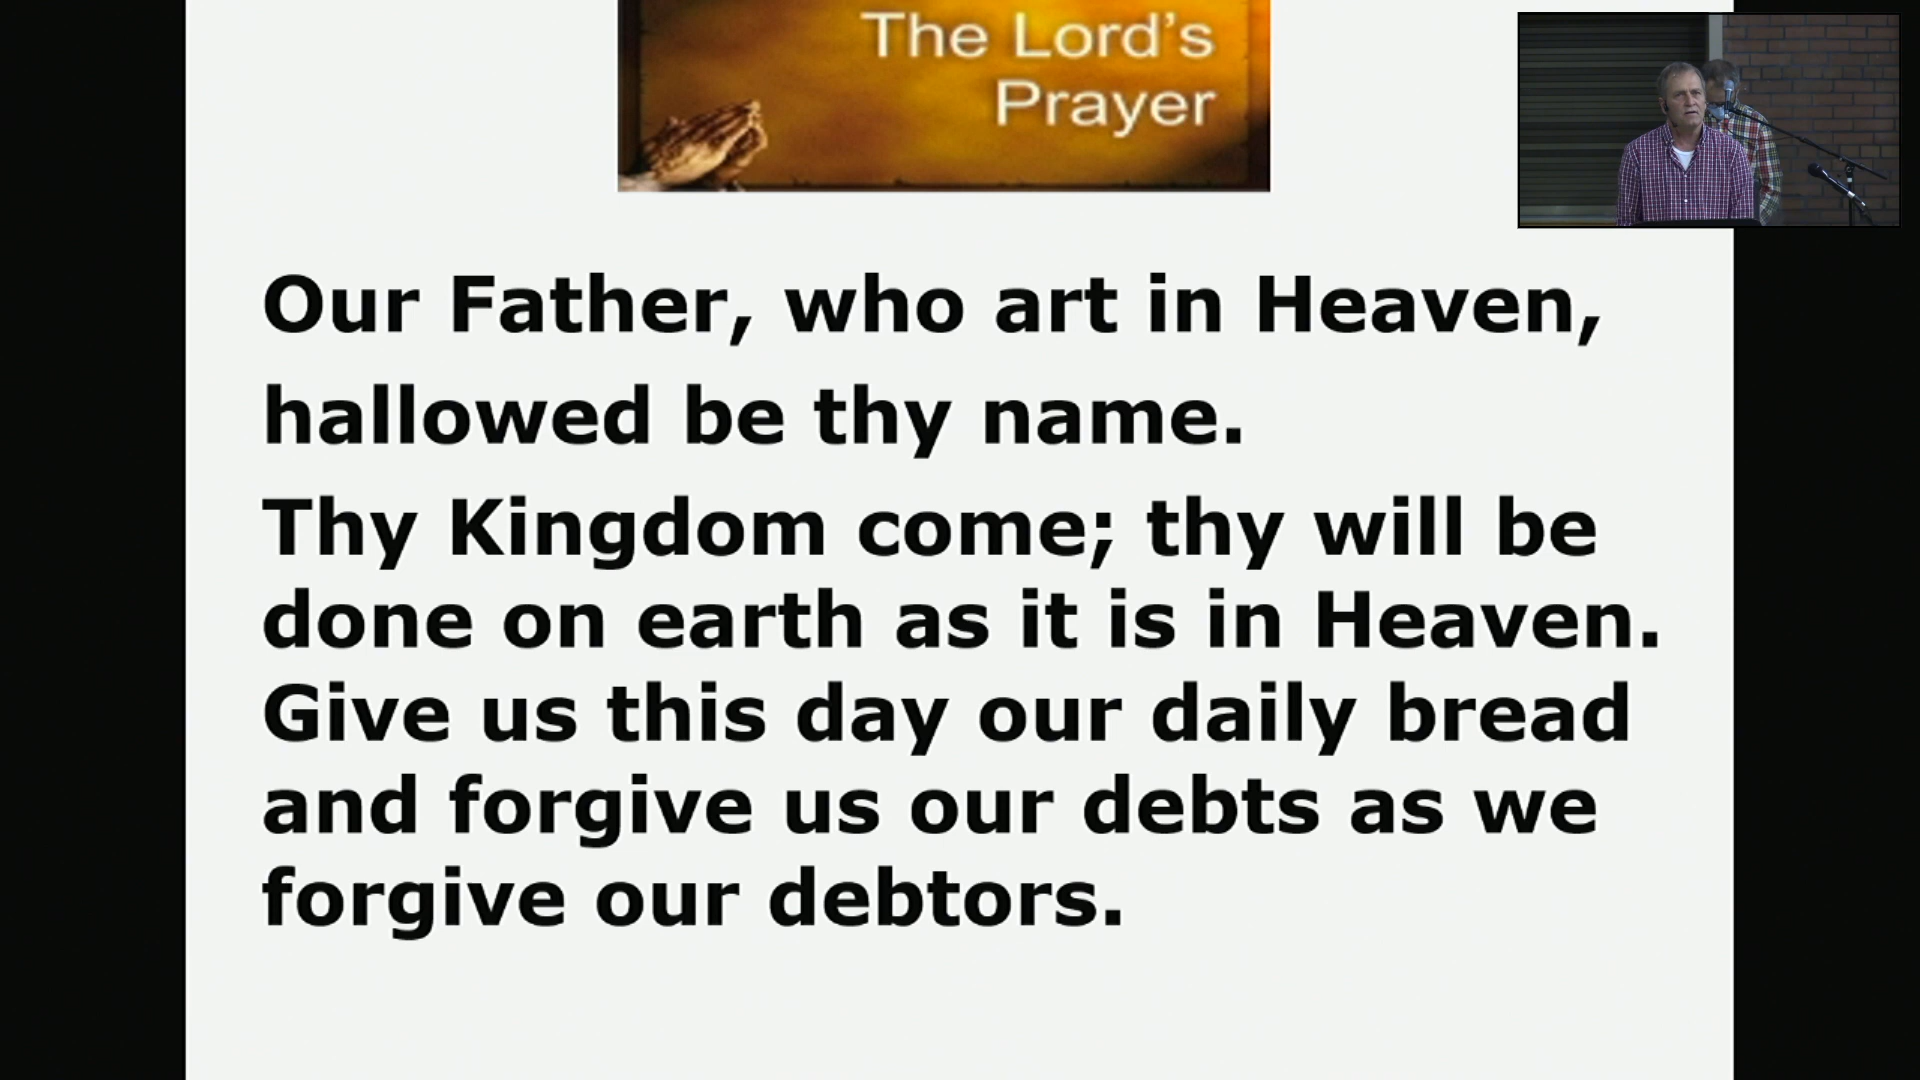 The Lord's
Prayer
Our Father, who art in Heaven,
hallowed be thy name.
Thy Kingdom come; thy will be
done on earth as it is in Heaven.
Give us this day our daily bread
and forgive us our debts as we
forgive our debtors.